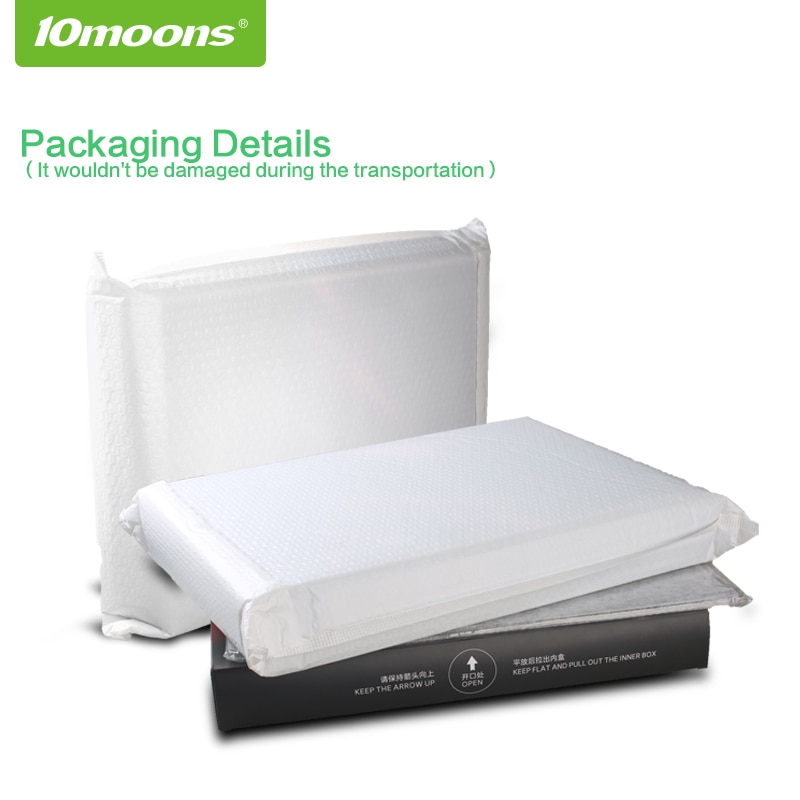 10moons®
Packaging Details
( It wouldn't be damaged during the transportation )
请保持箭头向上
KEEP THE ARROW UP
开口处
OPEN
平放后拉出内盒
KEEP FLAT AND PULL OUT THE INNER BOX